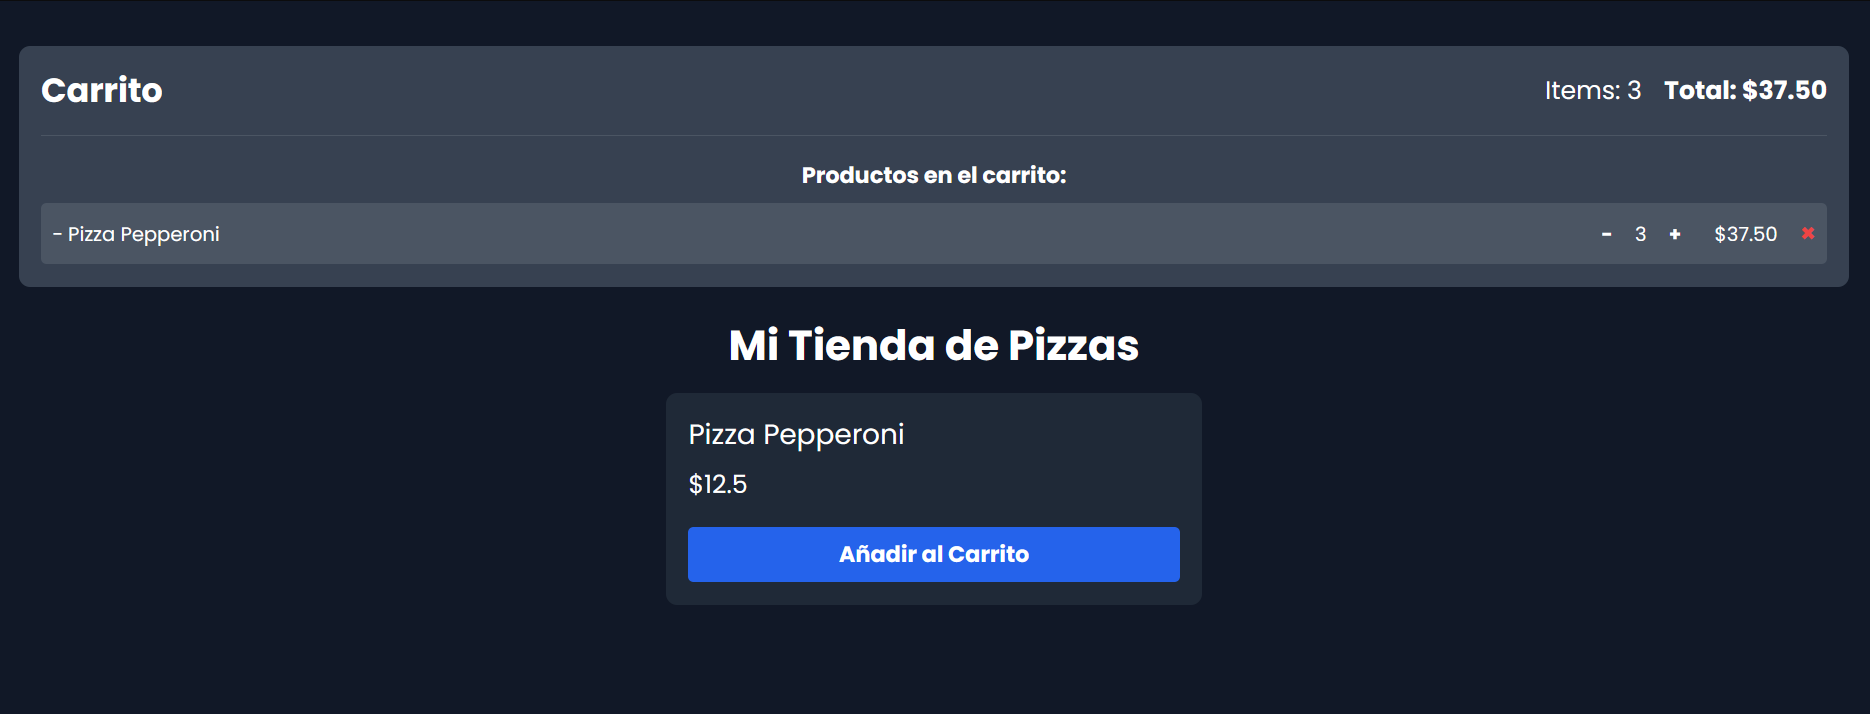 Carrito Items: 3 Total: $37.50
Productos en el carrito:
- Pizza Pepperoni - 3 + $37.50 ✖
Mi Tienda de Pizzas
Pizza Pepperoni
$12.5
Añadir al Carrito